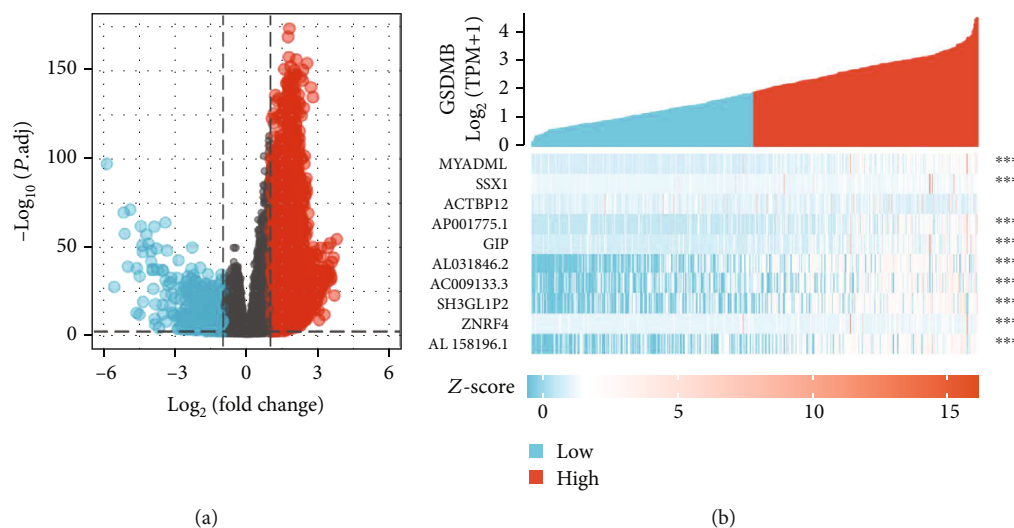 150
100
50
0
−Log10 (P.adj)
−6 −3 0 3 6
Log2 (fold change)
(a)
GSDMB
Log2 (TPM+1)
4
3
2
1
0
MYADML ***
SSX1 ***
ACTBP12
AP001775.1 ***
GIP ***
AL031846.2 ***
AC009133.3 ***
SH3GL1P2 ***
ZNRF4 ***
AL 158196.1 ***
Z-score
0 5 10 15
Low
High
(b)